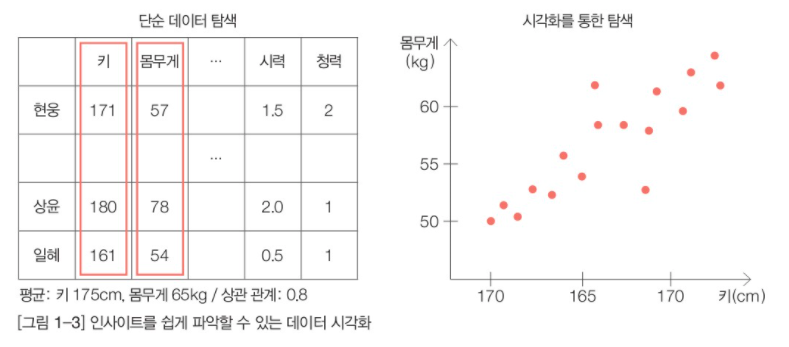 단순 데이터 탐색
키 몸무게 … 시력 청력
현웅 171 57 1.5 2
…
상윤 180 78 2.0 1
일혜 161 54 0.5 1
평균: 키 175cm, 몸무게 65kg / 상관 관계: 0.8
[그림 1-3] 인사이트를 쉽게 파악할 수 있는 데이터 시각화
시각화를 통한 탐색
몸무게
(kg)
60
55
50
170 165 170 키(cm)